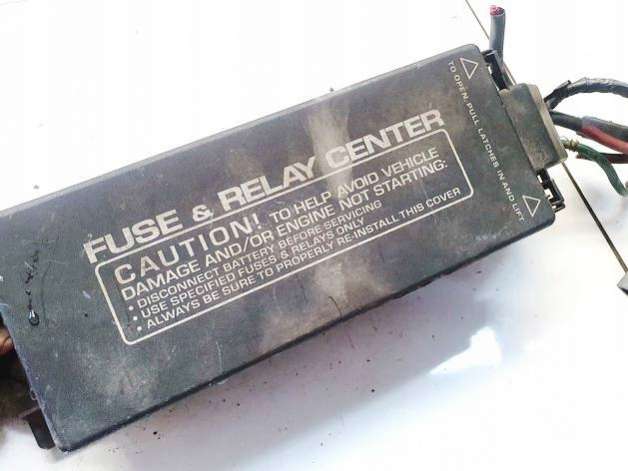 FUSE & RELAY CENTER
CAUTION! TO HELP AVOID VEHICLE
DAMAGE AND/OR ENGINE NOT STARTING:
• DISCONNECT BATTERY BEFORE SERVICING
• USE SPECIFIED FUSES & RELAYS ONLY
• ALWAYS BE SURE TO PROPERLY RE-INSTALL THIS COVER
TO OPEN, PULL LATCHES IN AND LIFT